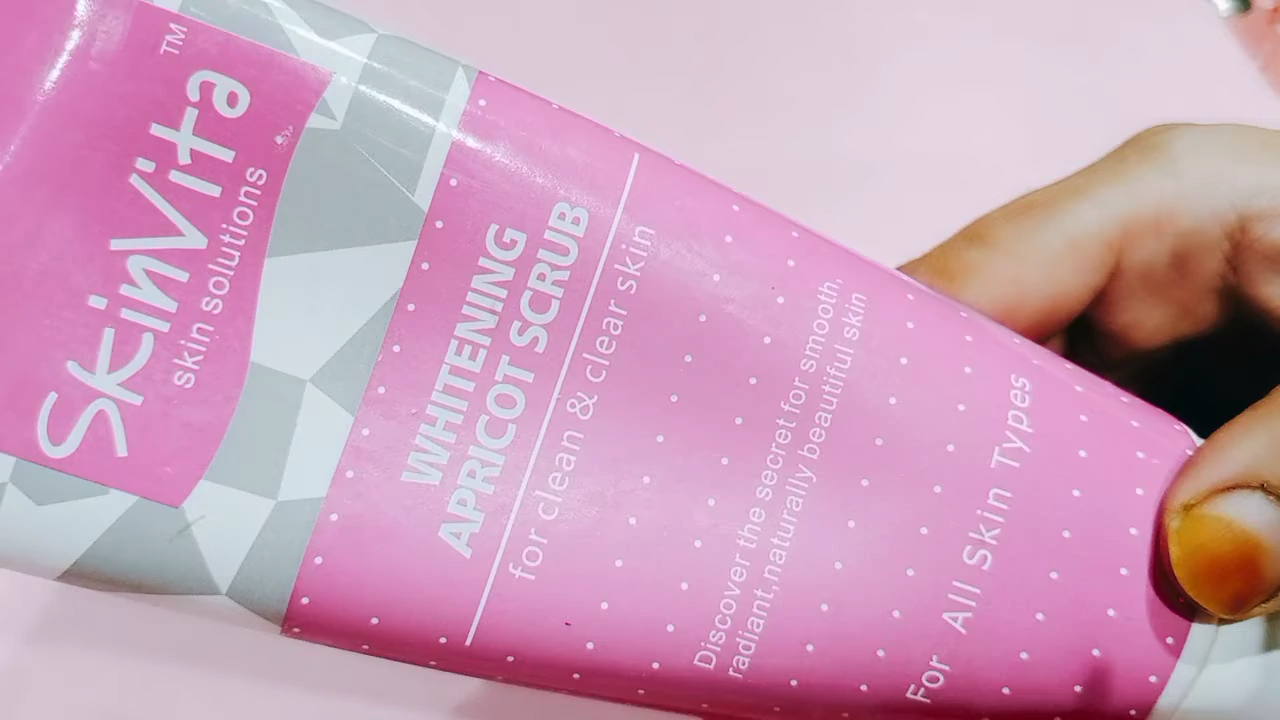 SkinVita™
skin solutions
WHITENING
APRICOT SCRUB
for clean & clear skin
Discover the secret for smooth,
radiant,naturally beautiful skin
For All Skin Types